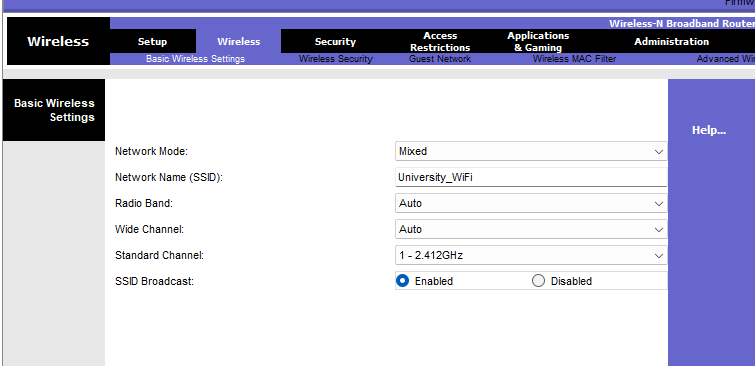 Wireless-N Broadband Router
Wireless
Setup
Wireless
Security
Access Restrictions
Applications & Gaming
Administration
Basic Wireless Settings
Wireless Security
Guest Network
Wireless MAC Filter
Advanced
Basic Wireless
Settings
Help...
Network Mode: Mixed
Network Name (SSID): University_WiFi
Radio Band: Auto
Wide Channel: Auto
Standard Channel: 1 - 2.412GHz
SSID Broadcast: Enabled Disabled